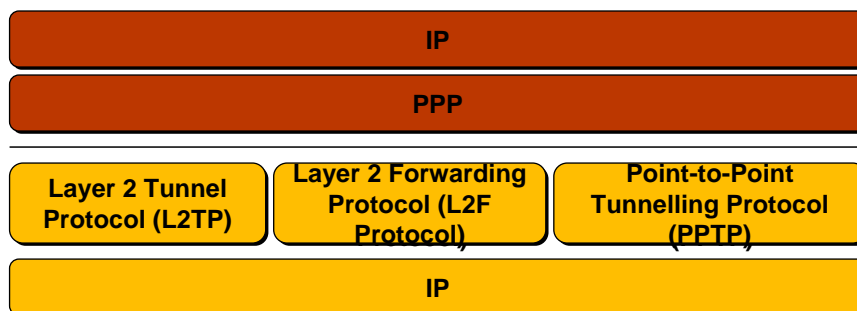 IP
PPP
Layer 2 Tunnel
Protocol (L2TP)
Layer 2 Forwarding
Protocol (L2F
Protocol)
Point-to-Point
Tunnelling Protocol
(PPTP)
IP